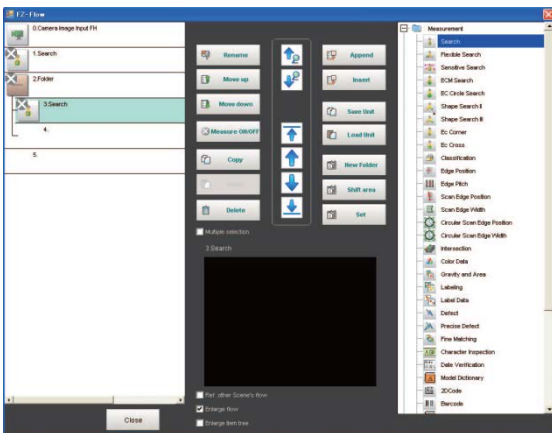 FZ-Flow
0.Camera Image Input FH
1.Search
2.Folder
3.Search
4.
5.
Close
Rename
Move up
Move down
Measure ON/OFF
Copy
Delete
Multiple selection
3.Search
Ref. other Scene's flow
Enlarge flow
Enlarge item tree
Append
Insert
Save Unit
Load Unit
New Folder
Shift area
Set
Measurement
Search
Flexible Search
Sensitive Search
ECM Search
EC Circle Search
Shape Search II
Shape Search III
Ec Corner
Ec Cross
Classification
Edge Position
Edge Pitch
Scan Edge Position
Scan Edge Width
Circular Scan Edge Position
Circular Scan Edge Width
Intersection
Color Data
Gravity and Area
Labeling
Label Data
Defect
Precise Defect
Fine Matching
Character Inspection
Date Verification
Model Dictionary
2DCode
Barcode